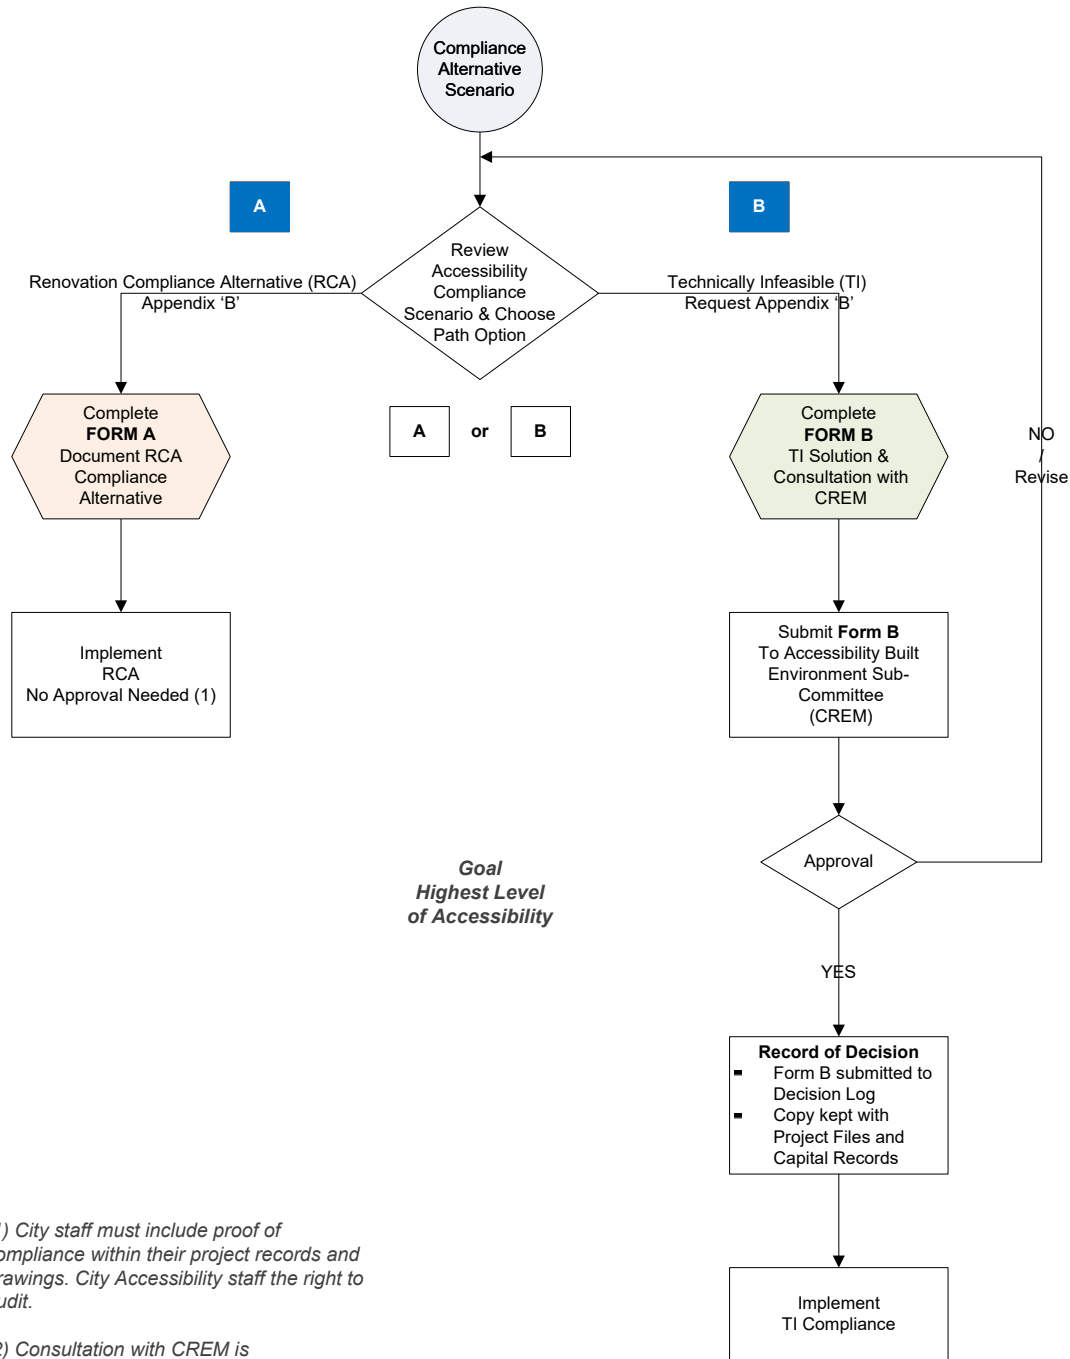 Compliance
Alternative
Scenario
A
B
Review
Accessibility
Compliance
Scenario & Choose
Path Option
Renovation Compliance Alternative (RCA)
Appendix ‘B’
Technically Infeasible (TI)
Request Appendix ‘B’
Complete
FORM A
Document RCA
Compliance
Alternative
A or B
Complete
FORM B
TI Solution &
Consultation with
CREM
NO
/
Revise
Implement
RCA
No Approval Needed (1)
Submit Form B
To Accessibility Built
Environment Sub-
Committee
(CREM)
Approval
Goal
Highest Level
of Accessibility
YES
Record of Decision
- Form B submitted to
Decision Log
- Copy kept with
Project Files and
Capital Records
Implement
TI Compliance
) City staff must include proof of
ompliance within their project records and
rawings. City Accessibility staff the right to
udit.
2) Consultation with CREM is